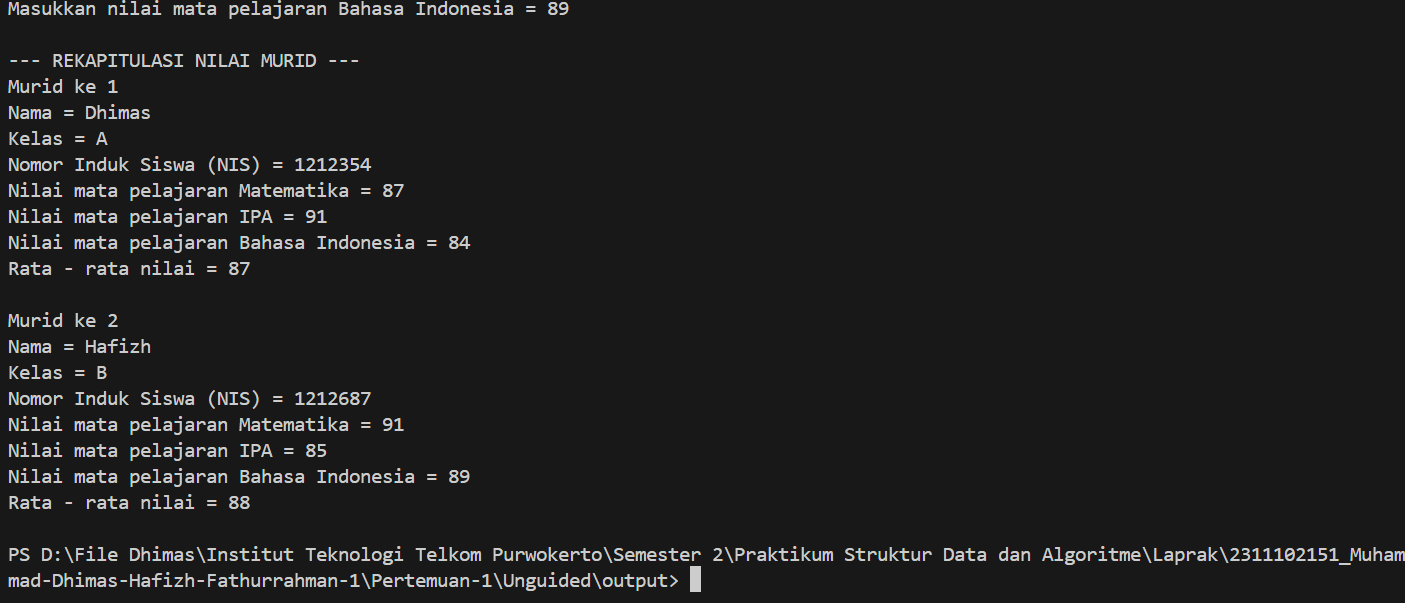 Masukkan nilai mata pelajaran Bahasa Indonesia = 89
--- REKAPITULASI NILAI MURID ---
Murid ke 1
Nama = Dhimas
Kelas = A
Nomor Induk Siswa (NIS) = 1212354
Nilai mata pelajaran Matematika = 87
Nilai mata pelajaran IPA = 91
Nilai mata pelajaran Bahasa Indonesia = 84
Rata - rata nilai = 87
Murid ke 2
Nama = Hafizh
Kelas = B
Nomor Induk Siswa (NIS) = 1212687
Nilai mata pelajaran Matematika = 91
Nilai mata pelajaran IPA = 85
Nilai mata pelajaran Bahasa Indonesia = 89
Rata - rata nilai = 88
PS D:\File Dhimas\Institut Teknologi Telkom Purwokerto\Semester 2\Praktikum Struktur Data dan Algoritme\Laprak\2311102151_Muham
mad-Dhimas-Hafizh-Fathurrahman-1\Pertemuan-1\Unguided\output>